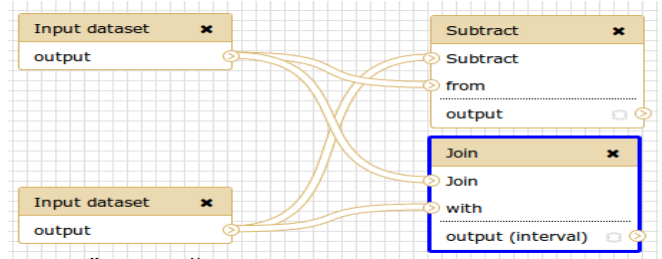 Input dataset
output
Input dataset
output
Subtract
Subtract
from
output
Join
Join
with
output (interval)